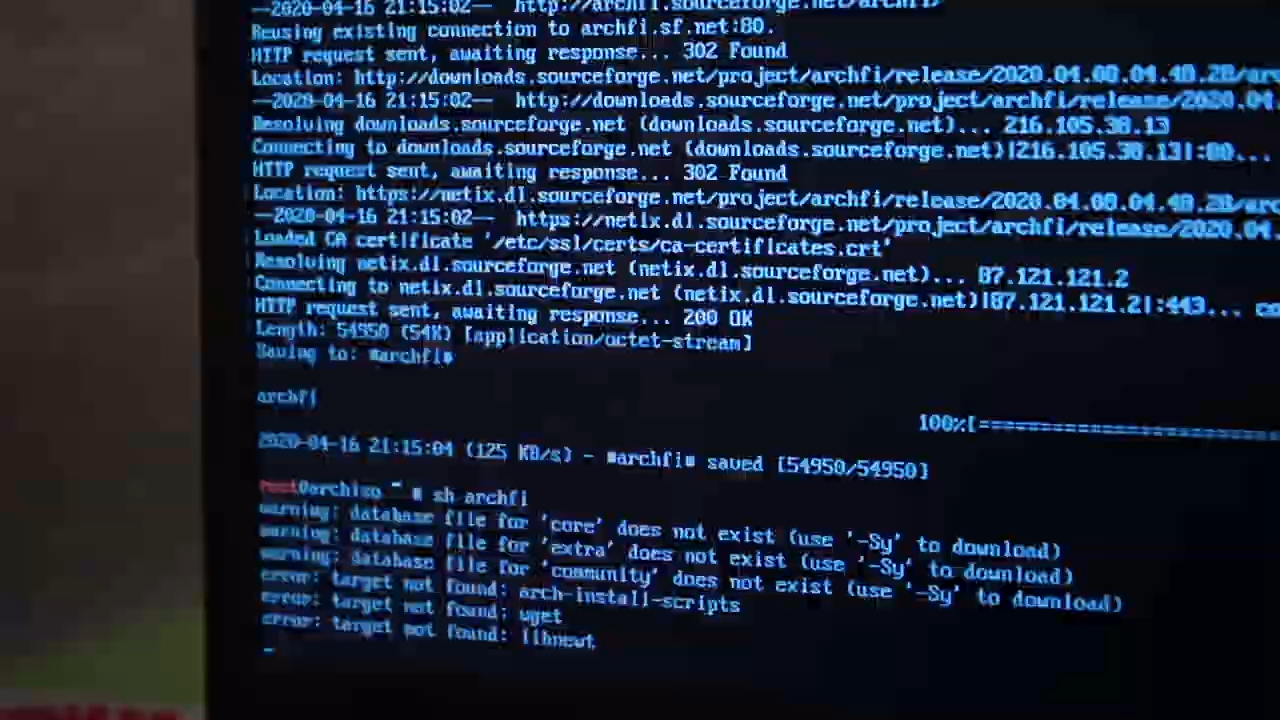 --2020-04-16 21:15:02-- http://archfi.sourceforge.net/archfi
Reusing existing connection to archfi.sf.net:80.
HTTP request sent, awaiting response... 302 Found
Location: http://downloads.sourceforge.net/project/archfi/release/2020.04.08.04.48.28/arc
--2020-04-16 21:15:02-- http://downloads.sourceforge.net/project/archfi/release/2020.04
Resolving downloads.sourceforge.net (downloads.sourceforge.net)... 216.105.38.13
Connecting to downloads.sourceforge.net (downloads.sourceforge.net)|216.105.38.13|:80...
HTTP request sent, awaiting response... 302 Found
Location: https://netix.dl.sourceforge.net/project/archfi/release/2020.04.08.04.48.28/arc
--2020-04-16 21:15:02-- https://netix.dl.sourceforge.net/project/archfi/release/2020.04.
Loaded CA certificate '/etc/ssl/certs/ca-certificates.crt'
Resolving netix.dl.sourceforge.net (netix.dl.sourceforge.net)... 87.121.121.2
Connecting to netix.dl.sourceforge.net (netix.dl.sourceforge.net)|87.121.121.2|:443... co
HTTP request sent, awaiting response... 200 OK
Length: 54950 (54K) [application/octet-stream]
Saving to: ■archfi■
archfi
100%[========================
2020-04-16 21:15:04 (125 KB/s) - ■archfi■ saved [54950/54950]
root@archiso ~ # sh archfi
warning: database file for 'core' does not exist (use '-Sy' to download)
warning: database file for 'extra' does not exist (use '-Sy' to download)
warning: database file for 'community' does not exist (use '-Sy' to download)
error: target not found: arch-install-scripts
error: target not found: wget
error: target not found: libnewt